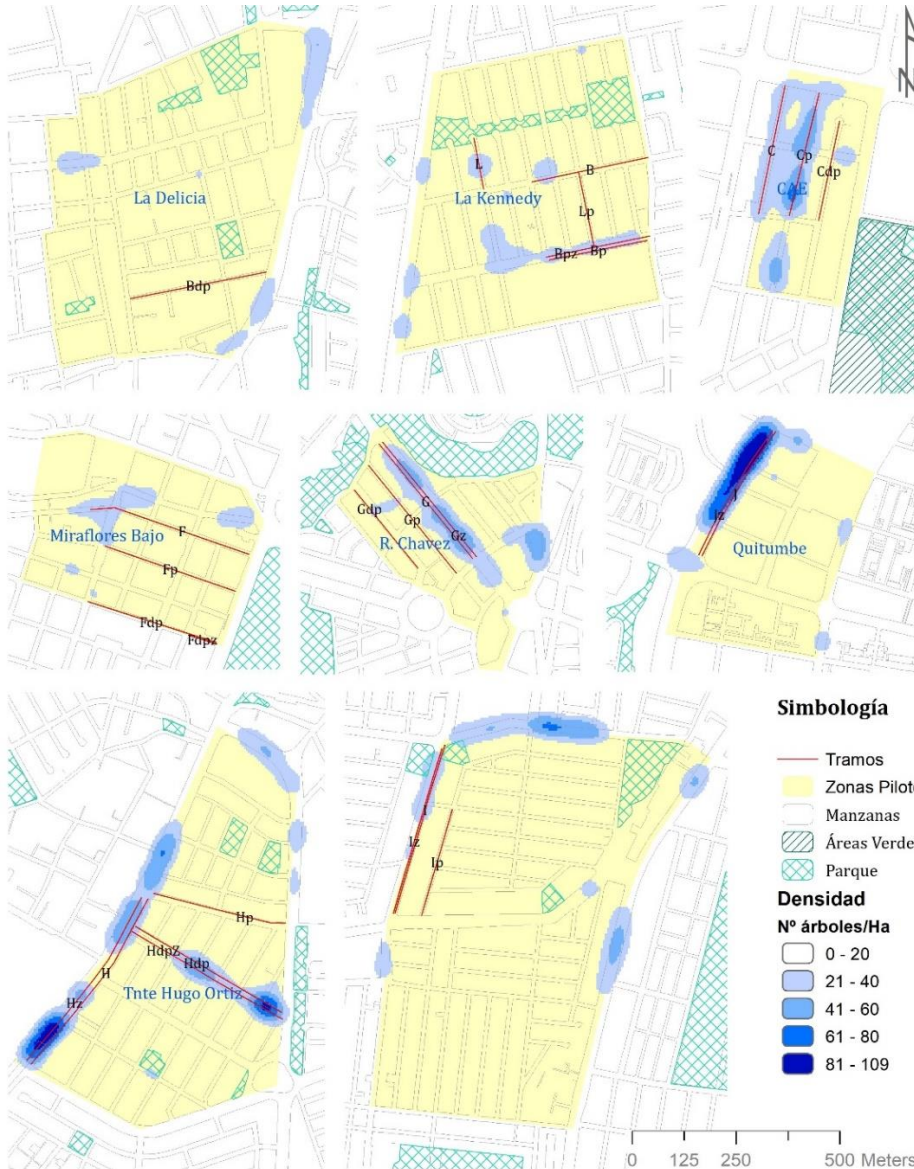 La Delicia
Bdp
L
B
La Kennedy
Lp
Bpz
Bp
C
Cp
Cdp
CAE
N
Miraflores Bajo
F
Fp
Fdp
Fdpz
Gdp
Gp
G
Gz
R. Chavez
I
Iz
Quitumbe
Hp
HdpZ
Hdp
H
Hz
Tnte Hugo Ortiz
I
Iz
Ip
Simbología
Tramos
Zonas Pilot
Manzanas
Áreas Verde
Parque
Densidad
Nº árboles/Ha
0 - 20
21 - 40
41 - 60
61 - 80
81 - 109
0 125 250 500 Meters